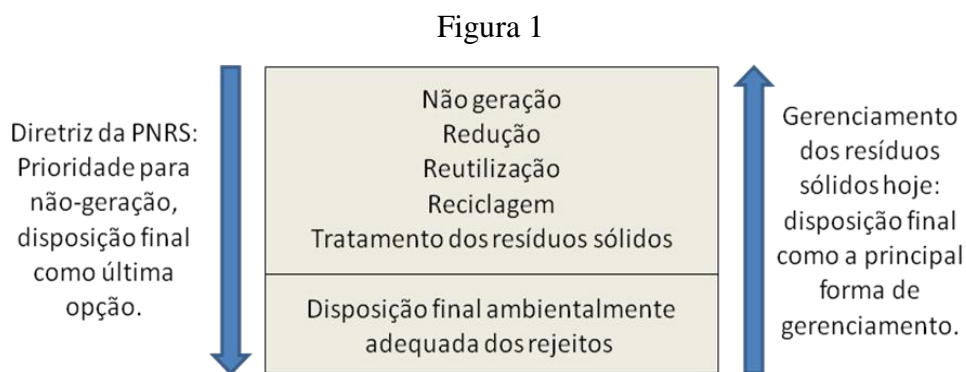 Figura 1
Diretriz da PNRS:
Prioridade para
não-geração,
disposição final
como última
opção.
Não geração
Redução
Reutilização
Reciclagem
Tratamento dos resíduos sólidos
Disposição final ambientalmente
adequada dos rejeitos
Gerenciamento
dos resíduos
sólidos hoje:
disposição final
como a principal
forma de
gerenciamento.